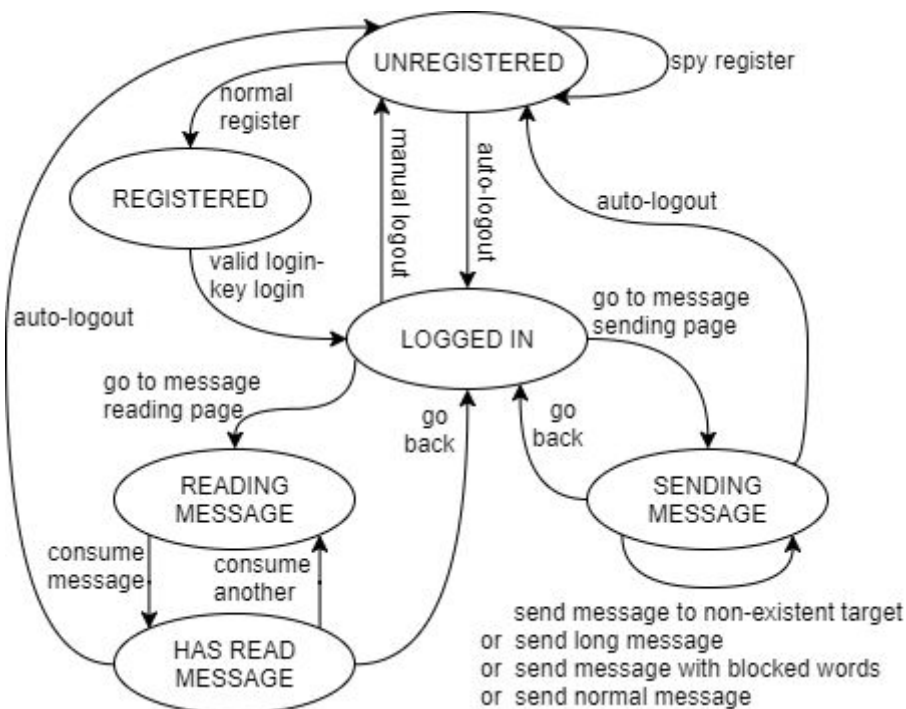 UNREGISTERED
spy register
normal
register
manual logout
auto-logout
REGISTERED
auto-logout
valid login-
key login
auto-logout
LOGGED IN
go to message
sending page
go to message
reading page
go
back
go
back
READING
MESSAGE
SENDING
MESSAGE
consume
message
consume
another
HAS READ
MESSAGE
send message to non-existent target
or send long message
or send message with blocked words
or send normal message